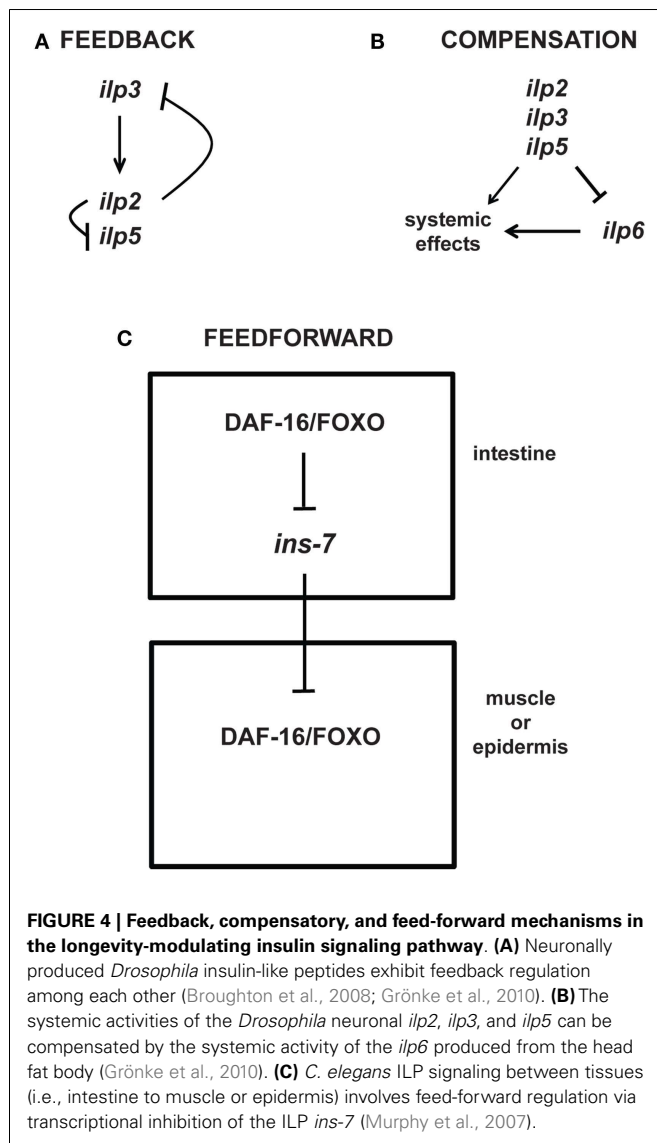 A FEEDBACK
ilp3
ilp2
ilp5
B COMPENSATION
ilp2
ilp3
ilp5
systemic
effects
ilp6
C FEEDFORWARD
DAF-16/FOXO
intestine
ins-7
DAF-16/FOXO
muscle
or
epidermis
FIGURE 4 | Feedback, compensatory, and feed-forward mechanisms in
the longevity-modulating insulin signaling pathway. (A) Neuronally
produced Drosophila insulin-like peptides exhibit feedback regulation
among each other (Broughton et al., 2008; Grönke et al., 2010). (B) The
systemic activities of the Drosophila neuronal ilp2, ilp3, and ilp5 can be
compensated by the systemic activity of the ilp6 produced from the head
fat body (Grönke et al., 2010). (C) C. elegans ILP signaling between tissues
(i.e., intestine to muscle or epidermis) involves feed-forward regulation via
transcriptional inhibition of the ILP ins-7 (Murphy et al., 2007).